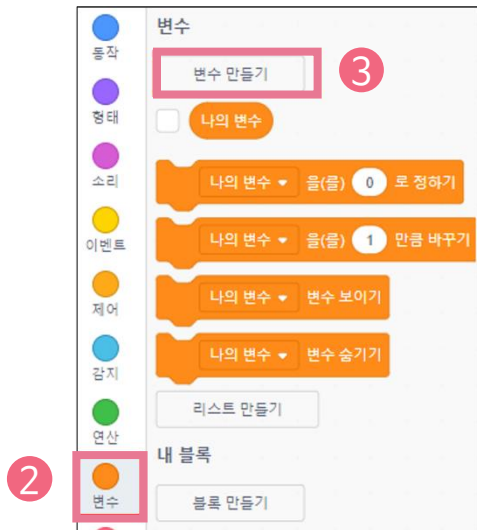 변수
변수 만들기
3
나의 변수
나의 변수 을(를) 0 로 정하기
나의 변수 을(를) 1 만큼 바꾸기
나의 변수 변수 보이기
나의 변수 변수 숨기기
리스트 만들기
내 블록
블록 만들기
동작
형태
소리
이벤트
제어
감지
연산
2
변수